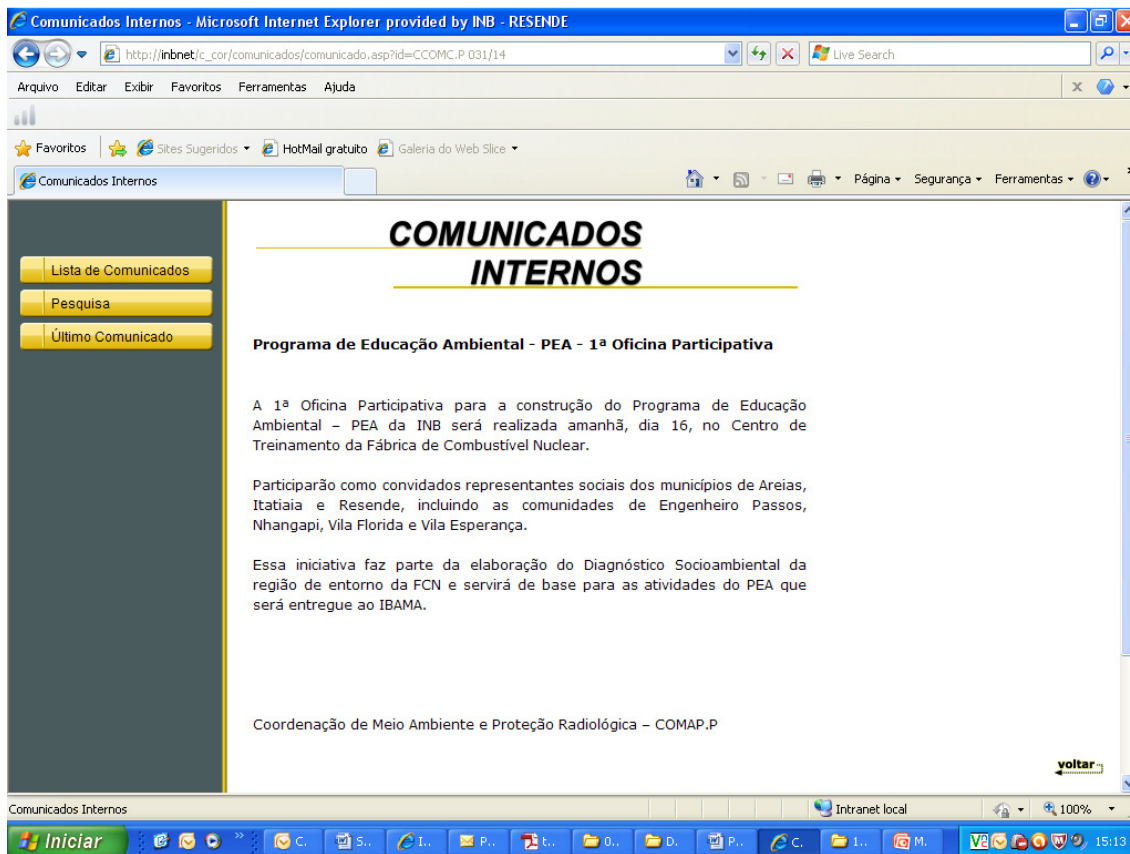 Comunicados Internos - Microsoft Internet Explorer provided by INB - RESENDE
http://inbnet/c_cor/comunicados/comunicado.asp?id=CCOMC.P 031/14
Live Search
Arquivo Editar Exibir Favoritos Ferramentas Ajuda
Favoritos Sites Sugeridos HotMail gratuito Galeria do Web Slice
Comunicados Internos
Página Segurança Ferramentas
COMUNICADOS
INTERNOS
Lista de Comunicados
Pesquisa
Último Comunicado
Programa de Educação Ambiental - PEA - 1ª Oficina Participativa
A 1ª Oficina Participativa para a construção do Programa de Educação
Ambiental – PEA da INB será realizada amanhã, dia 16, no Centro de
Treinamento da Fábrica de Combustível Nuclear.
Participarão como convidados representantes sociais dos municípios de Areias,
Itatiaia e Resende, incluindo as comunidades de Engenheiro Passos,
Nhangapi, Vila Florida e Vila Esperança.
Essa iniciativa faz parte da elaboração do Diagnóstico Socioambiental da
região de entorno da FCN e servirá de base para as atividades do PEA que
será entregue ao IBAMA.
Coordenação de Meio Ambiente e Proteção Radiológica – COMAP.P
voltar
Comunicados Internos
Intranet local
100%
Iniciar
C.
S..
I..
P..
t..
0..
D.
P..
C.
1..
M.
15:13